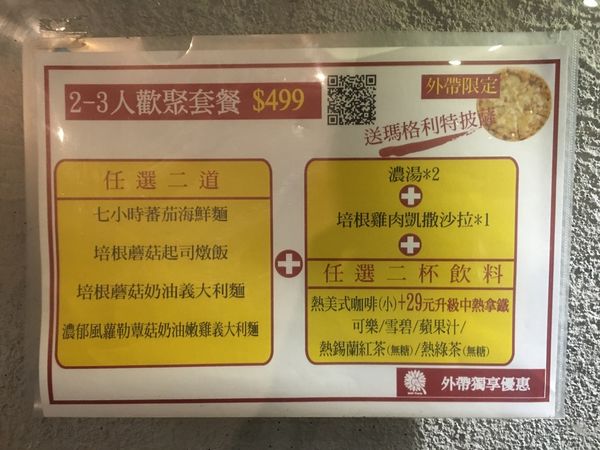 2-3人歡聚套餐 $499
外帶限定
送瑪格利特披薩
任選二道
七小時蕃茄海鮮麵
培根蘑菇起司燉飯
培根蘑菇奶油義大利麵
濃郁風蘿勒蕈菇奶油嫩雞義大利麵
+
濃湯*2
+
培根雞肉凱撒沙拉*1
+
任選二杯飲料
熱美式咖啡(小)+29元升級中熱拿鐵
可樂/雪碧/蘋果汁/
熱錫蘭紅茶(無糖)/熱綠茶(無糖)
外帶獨享優惠